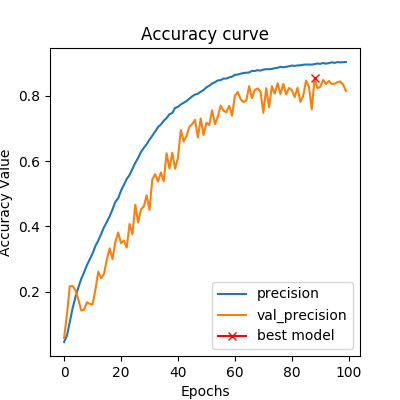 Accuracy curve
Accuracy Value
0.8
0.6
0.4
0.2
0 20 40 60 80 100
Epochs
precision
val_precision
best model